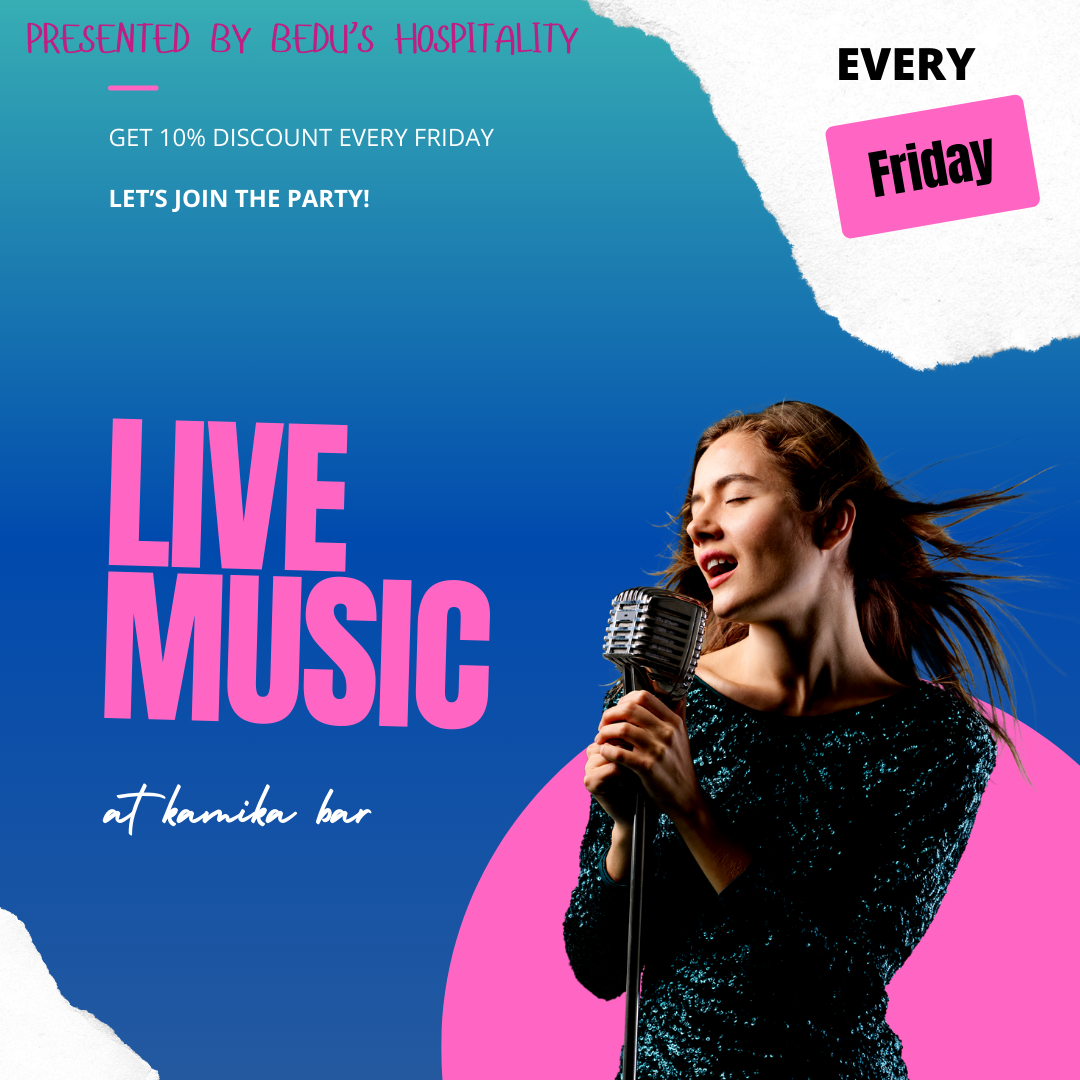 PRESENTED BY BEDU'S HOSPITALITY
GET 10% DISCOUNT EVERY FRIDAY
LET'S JOIN THE PARTY!
EVERY
Friday
LIVE
MUSIC
at kamika bar